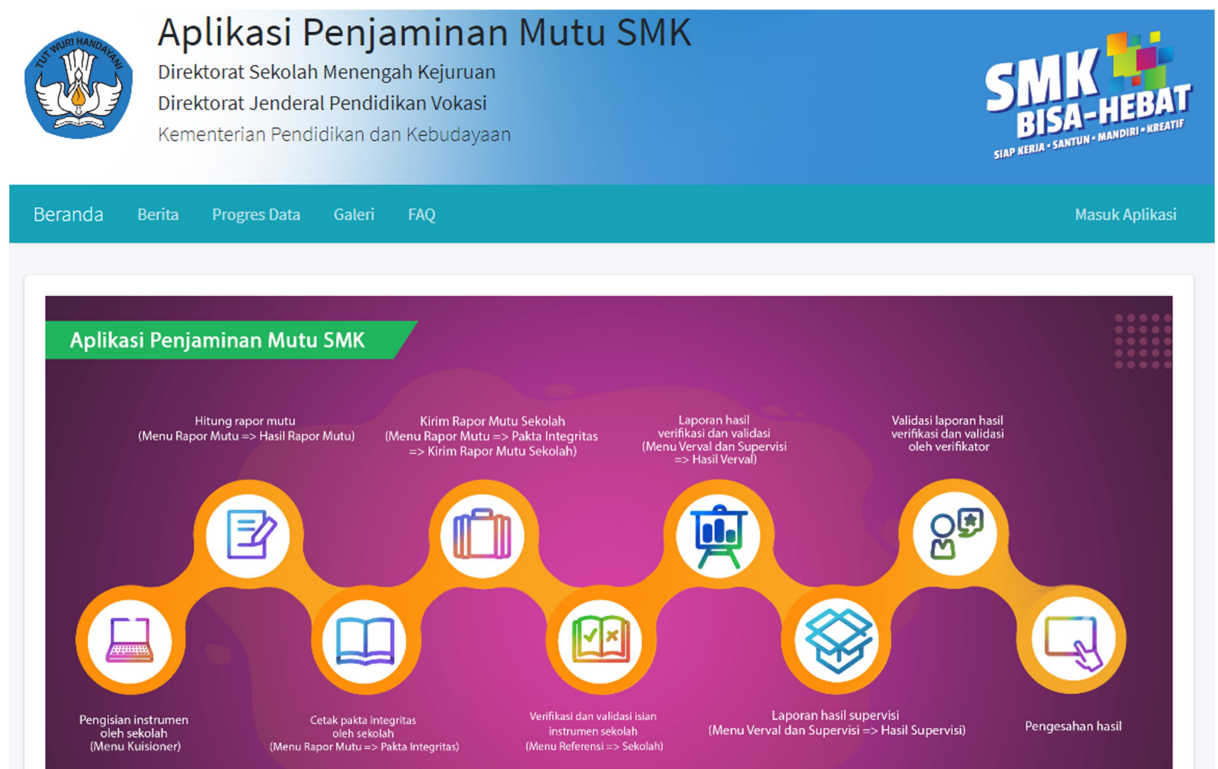 TUT WURI HANDAYANI
Aplikasi Penjaminan Mutu SMK
Direktorat Sekolah Menengah Kejuruan
Direktorat Jenderal Pendidikan Vokasi
Kementerian Pendidikan dan Kebudayaan
SMK
BISA-HEBAT
SIAP KERJA • SANTUN • MANDIRI • KREATIF
Beranda Berita Progres Data Galeri FAQ Masuk Aplikasi
Aplikasi Penjaminan Mutu SMK
Hitung rapor mutu
(Menu Rapor Mutu => Hasil Rapor Mutu)
Kirim Rapor Mutu Sekolah
(Menu Rapor Mutu => Pakta Integritas
=> Kirim Rapor Mutu Sekolah)
Laporan hasil
verifikasi dan validasi
(Menu Verval dan Supervisi
=> Hasil Verval)
Validasi laporan hasil
verifikasi dan validasi
oleh verifikator
Pengisian instrumen
oleh sekolah
(Menu Kuisioner)
Cetak pakta integritas
oleh sekolah
(Menu Rapor Mutu => Pakta Integritas)
Verifikasi dan validasi isian
instrumen sekolah
(Menu Referensi => Sekolah)
Laporan hasil supervisi
(Menu Verval dan Supervisi => Hasil Supervisi)
Pengesahan hasil